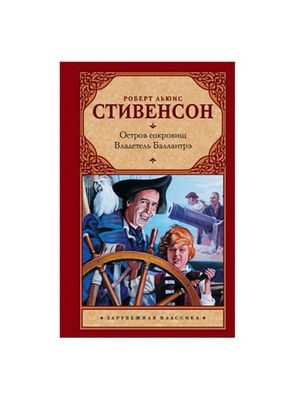 РОБЕРТ ЛЬЮИС
СТИВЕНСОН
Остров сокровищ
Владетель Баллантрэ
ЗАРУБЕЖНАЯ КЛАССИКА